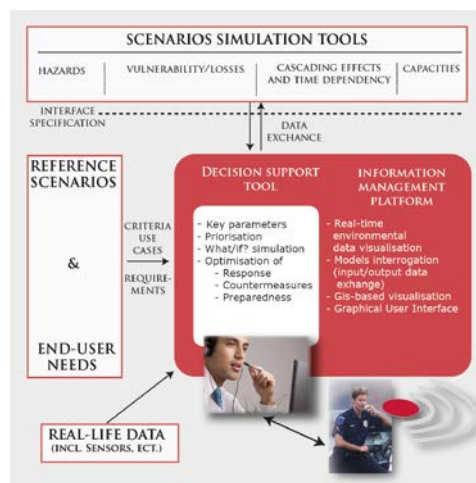 SCENARIOS SIMULATION TOOLS
HAZARDS
VULNERABILITY/LOSSES
CASCADING EFFECTS
AND TIME DEPENDENCY
CAPACITIES
INTERFACE
SPECIFICATION
DATA
EXCHANGE
REFERENCE
SCENARIOS
&
END-USER
NEEDS
CRITERIA
USE
CASES
REQUIRE-
MENTS
DECISION SUPPORT
TOOL
- Key parameters
- Priorisation
- What/if? simulation
- Optimisation of
- Response
- Countermeasures
- Preparedness
INFORMATION
MANAGEMENT
PLATFORM
- Real-time
environmental
data visualisation
- Models interrogation
(input/output data
exhange)
- Gis-based visualisation
- Graphical User Interface
REAL-LIFE DATA
(INCL. SENSORS, ECT.)